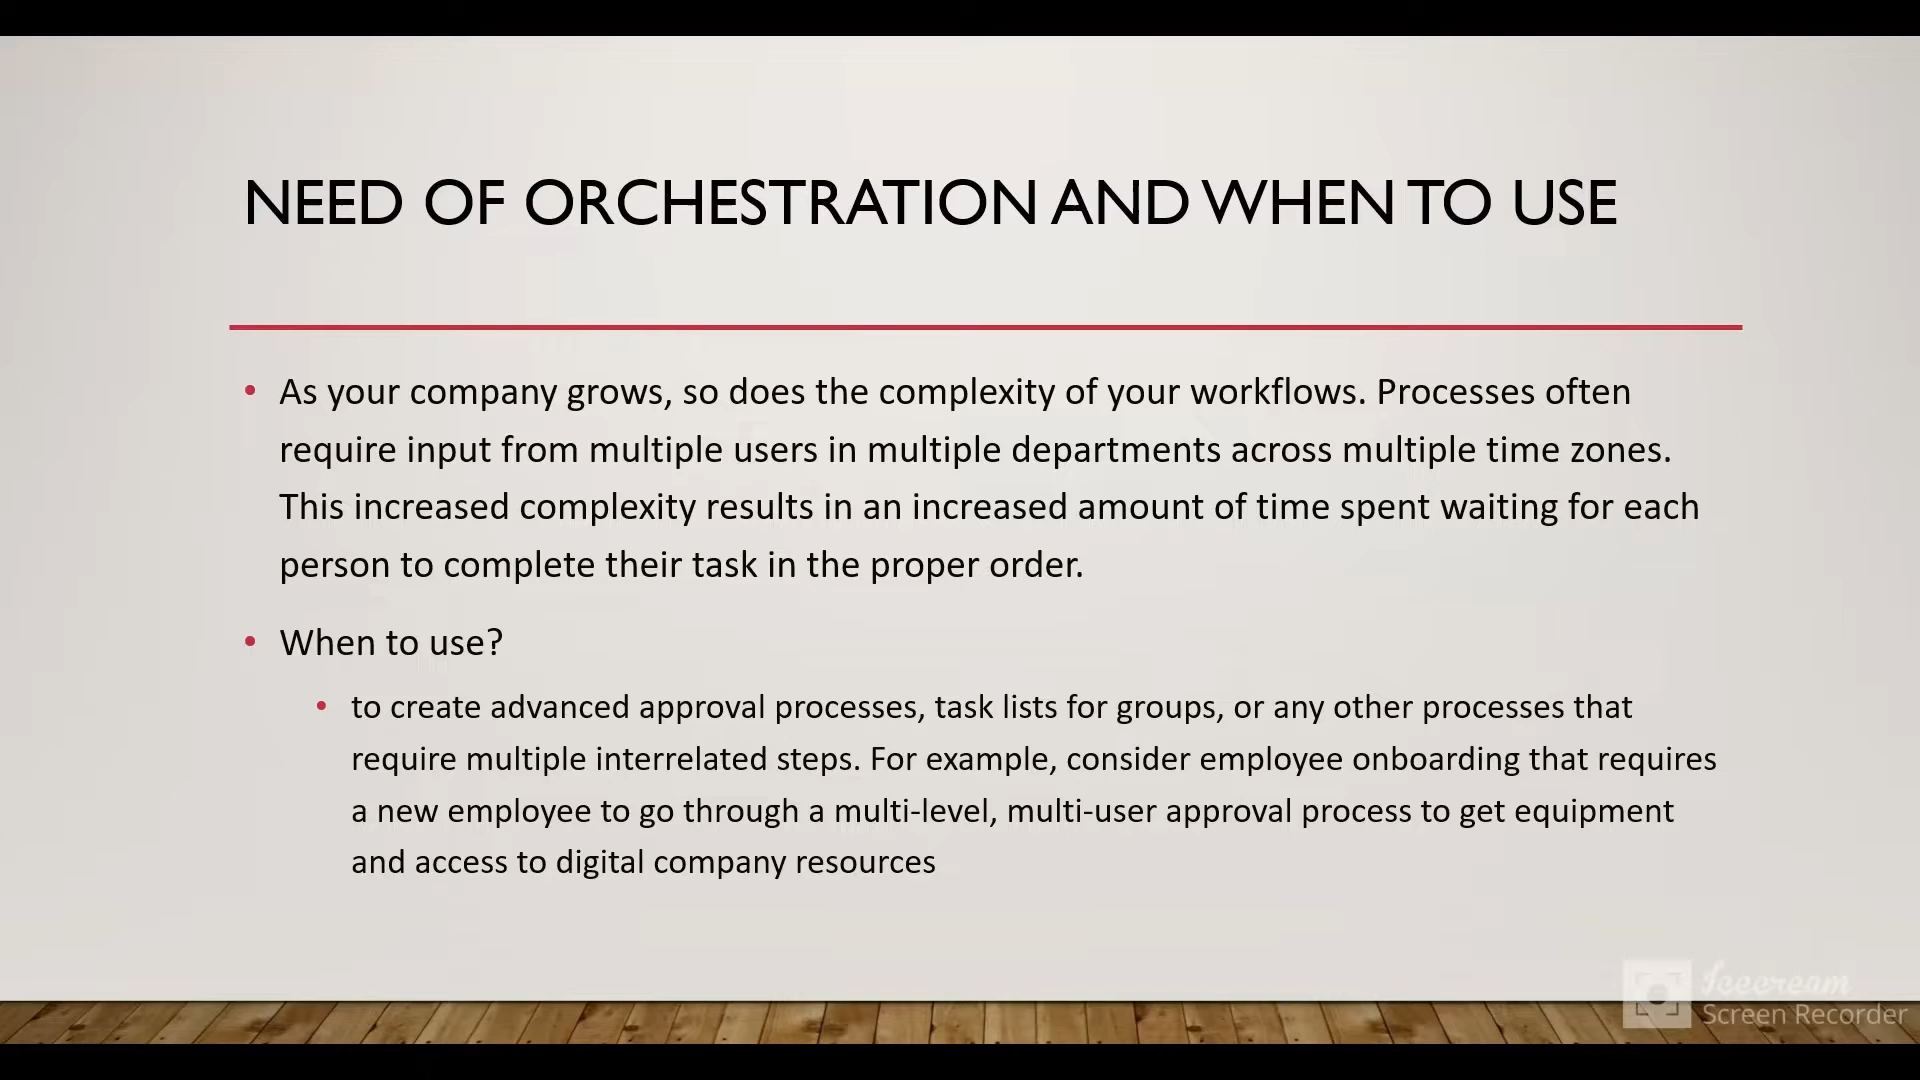 NEED OF ORCHESTRATION AND WHEN TO USE
• As your company grows, so does the complexity of your workflows. Processes often
require input from multiple users in multiple departments across multiple time zones.
This increased complexity results in an increased amount of time spent waiting for each
person to complete their task in the proper order.
• When to use?
• to create advanced approval processes, task lists for groups, or any other processes that
require multiple interrelated steps. For example, consider employee onboarding that requires
a new employee to go through a multi-level, multi-user approval process to get equipment
and access to digital company resources
Icecream
Screen Recorder